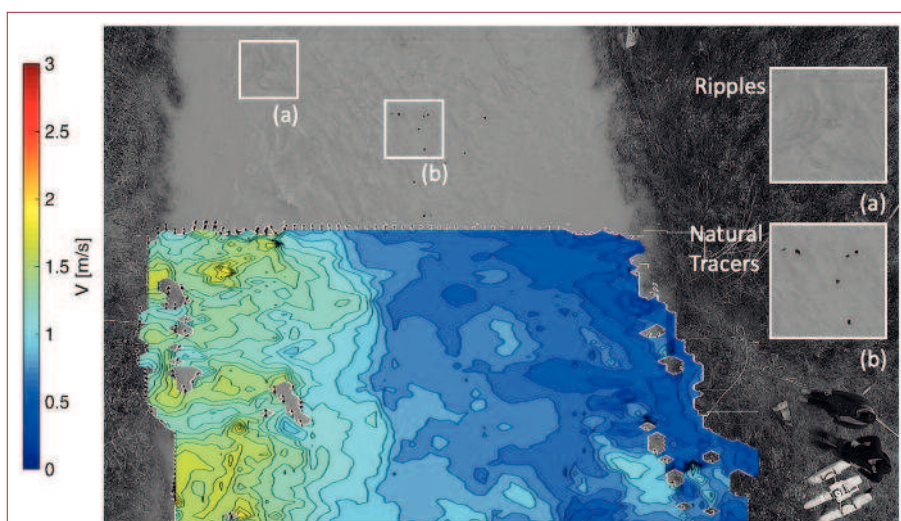 3
2.5
2
1.5
1
0.5
0
V [m/s]
(a)
(b)
Ripples
(a)
Natural
Tracers
(b)